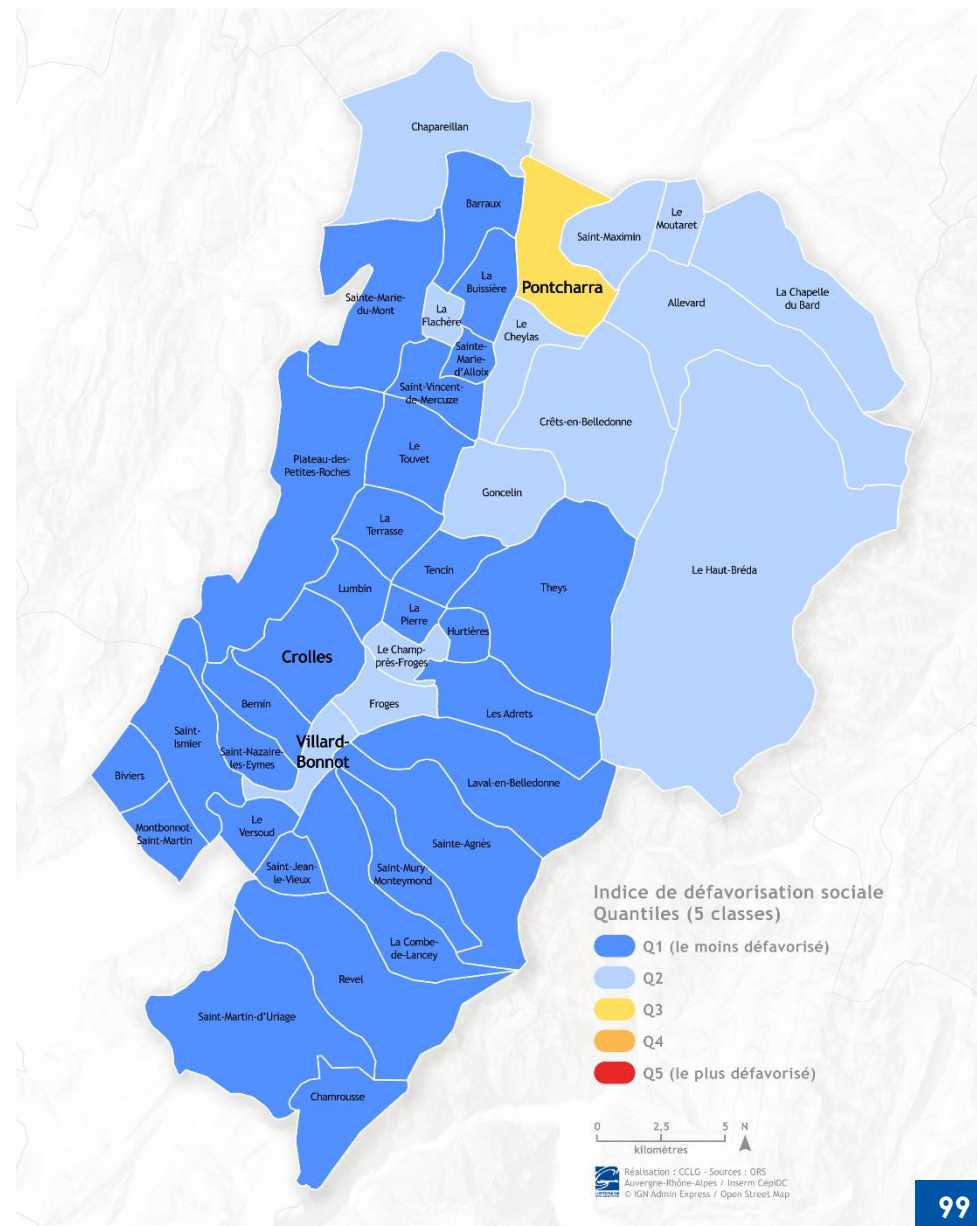 Chapareillan
Barraux
Le
Moutaret
Saint-Maximin
La
Buissière
Pontcharra
La Chapelle
du Bard
Sainte-Marie-
du-Mont
Allevard
La
Flachère
Le
Cheylas
Sainte-
Marie-
d'Alloix
Saint-Vincent-
de-Mercuze
Crêts-en-Belledonne
Le
Touvet
Plateau-des-
Petites-Roches
Goncelin
La
Terrasse
Tencin
Le Haut-Bréda
Lumbin
Theys
La
Pierre
Hurtières
Crolles
Le Champ-
près-Froges
Bernin
Froges
Les Adrets
Saint-
Ismier
Villard-
Bonnot
Saint-Nazaire-
les-Eymes
Biviers
Laval-en-Belledonne
Montbonnot-
Saint-Martin
Le
Versoud
Sainte-Agnès
Saint-Jean-
le-Vieux
Saint-Mury-
Monteymond
La Combe-
de-Lancey
Revel
Saint-Martin-d'Uriage
Chamrousse
Indice de défavorisation sociale
Quantiles (5 classes)
Q1 (le moins défavorisé)
Q2
Q3
Q4
Q5 (le plus défavorisé)
0 2,5 5 N
kilomètres
Réalisation : CCLG - Sources : ORS
Auvergne-Rhône-Alpes / Inserm CépiDC
© IGN Admin Express / Open Street Map
99